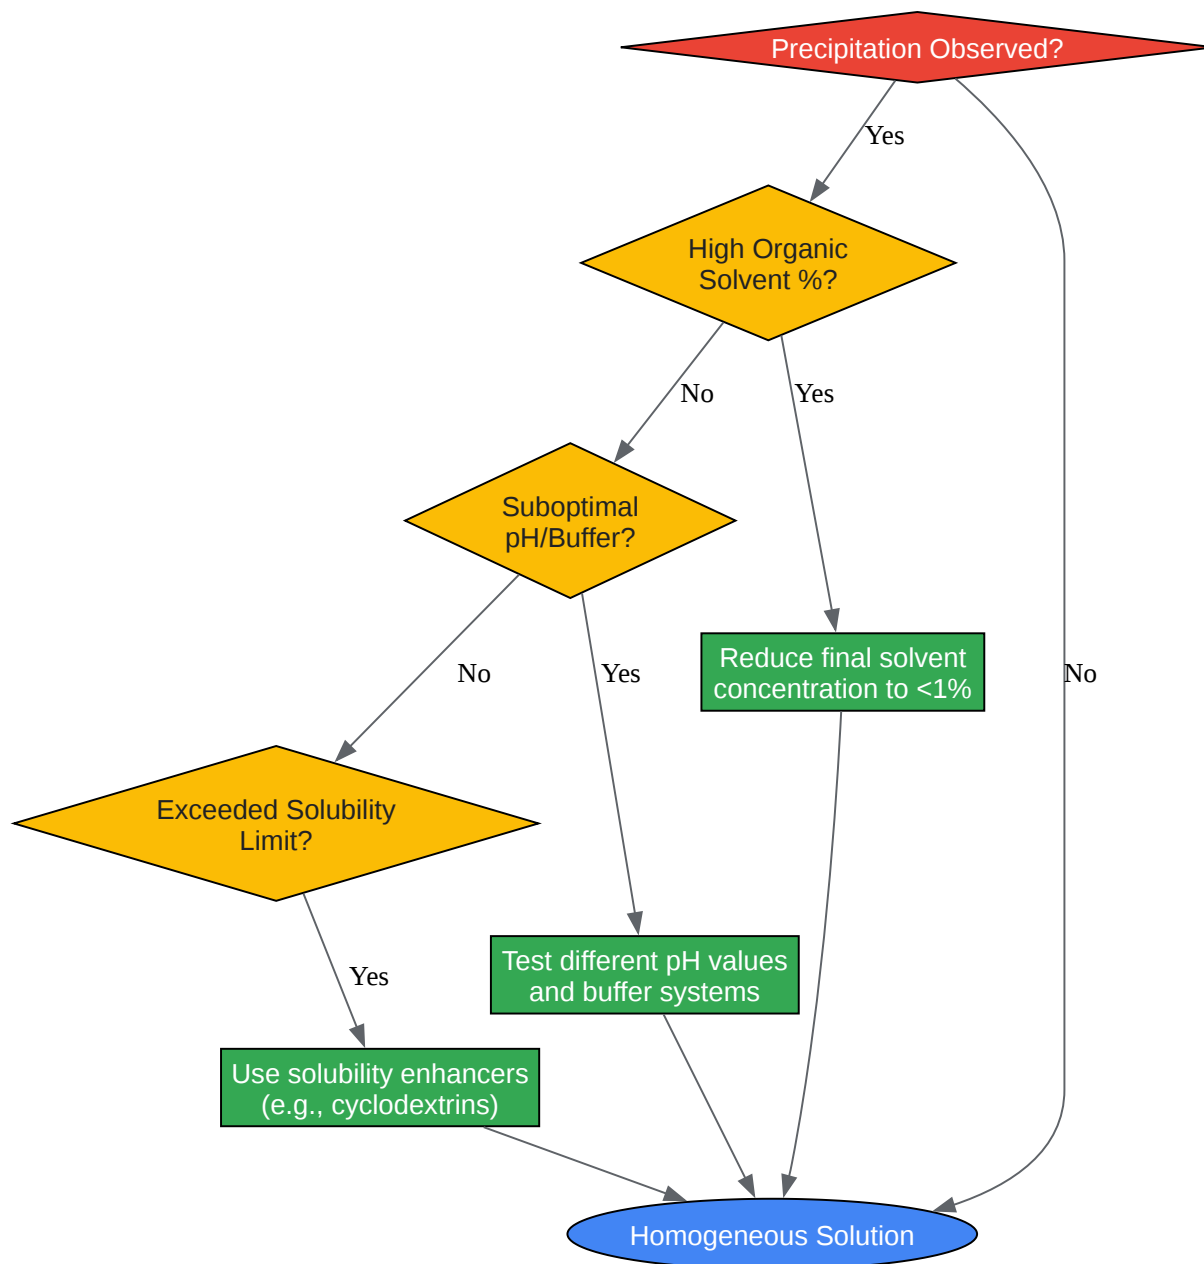 Precipitation Observed?
Yes
High Organic
Solvent %?
No
Yes
Suboptimal
pH/Buffer?
Reduce final solvent
concentration to <1%
No
Yes
No
Exceeded Solubility
Limit?
Test different pH values
and buffer systems
Yes
Use solubility enhancers
(e.g., cyclodextrins)
Homogeneous Solution